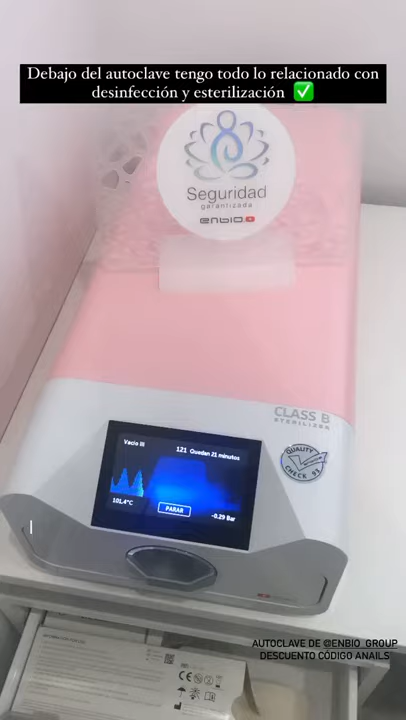 Debajo del autoclave tengo todo lo relacionado con
desinfección y esterilización ✅
Seguridad
garantizada
enbio
CLASS B
STERILIZER
QUALITY
CHECK
Vacío III
121 Quedan 21 minutos
101,4°C
PARAR
-0.29 Bar
AUTOCLAVE DE @ENBIO_GROUP
DESCUENTO CÓDIGO ANAILS